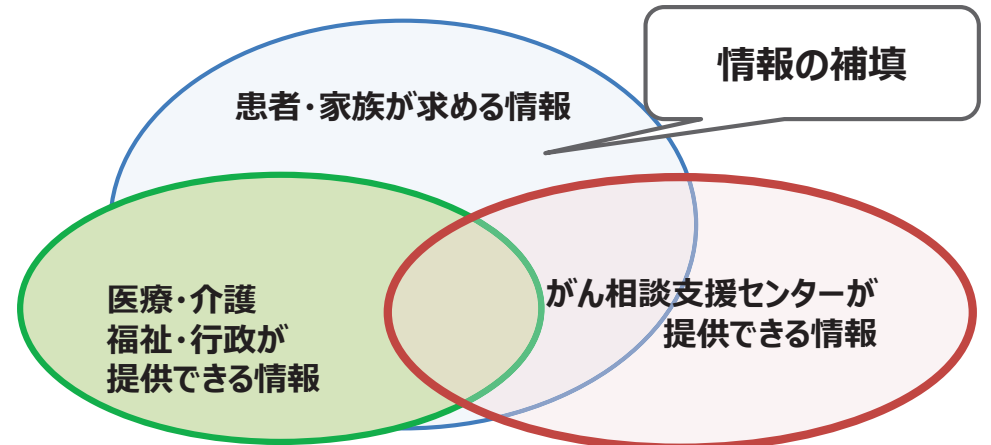 情報の補填
患者・家族が求める情報
医療・介護
福祉・行政が
提供できる情報
がん相談支援センターが
提供できる情報